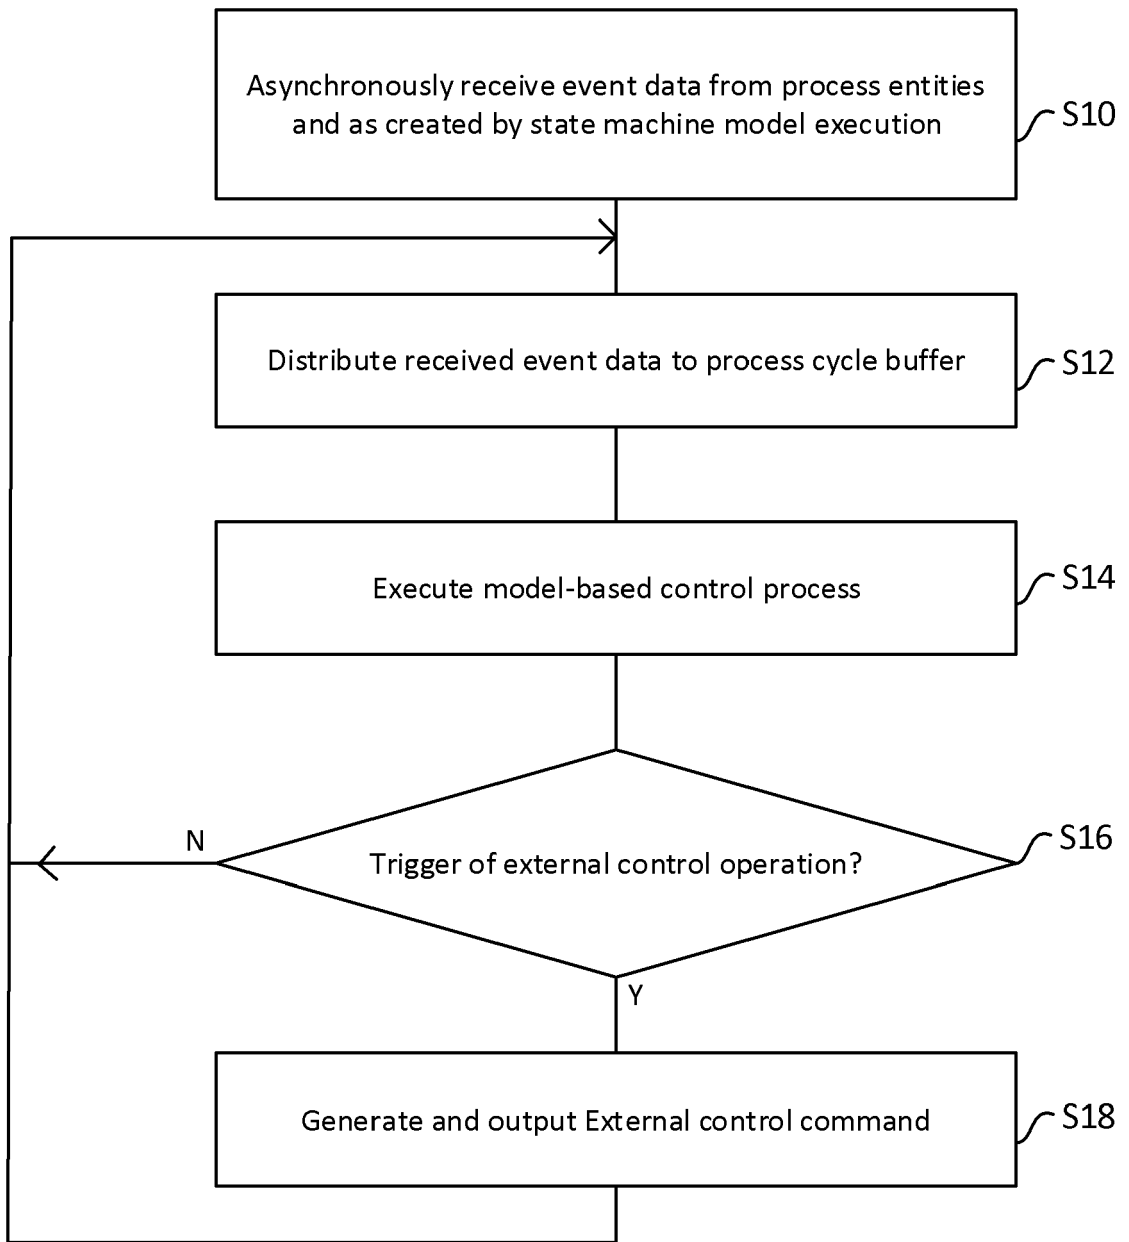 Asynchronously receive event data from process entities
and as created by state machine model execution
S10
Distribute received event data to process cycle buffer
S12
Execute model-based control process
S14
N
Trigger of external control operation?
S16
Y
Generate and output External control command
S18